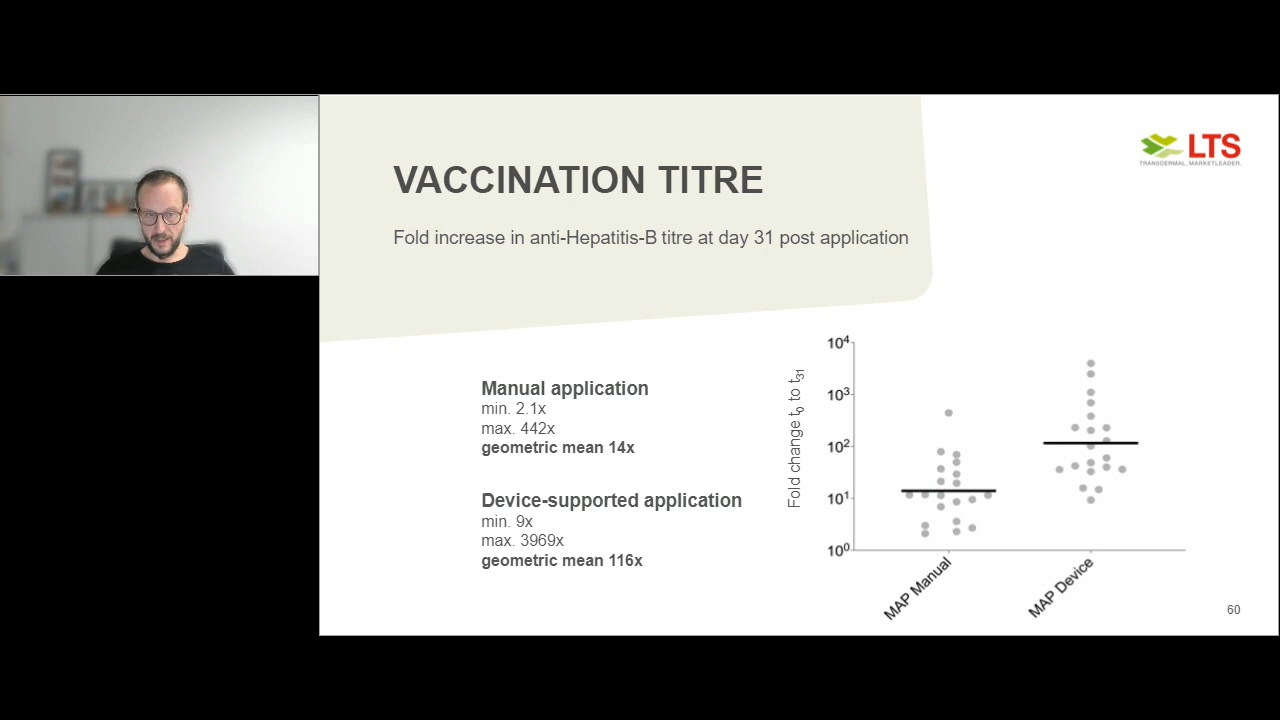 LTS
TRANSDERMAL. MARKETLEADER.
VACCINATION TITRE
Fold increase in anti-Hepatitis-B titre at day 31 post application
Manual application
min. 2.1x
max. 442x
geometric mean 14x
Device-supported application
min. 9x
max. 3969x
geometric mean 116x
Fold change t0 to t31
10⁴
10³
10²
10¹
10⁰
MAP Manual
MAP Device
60